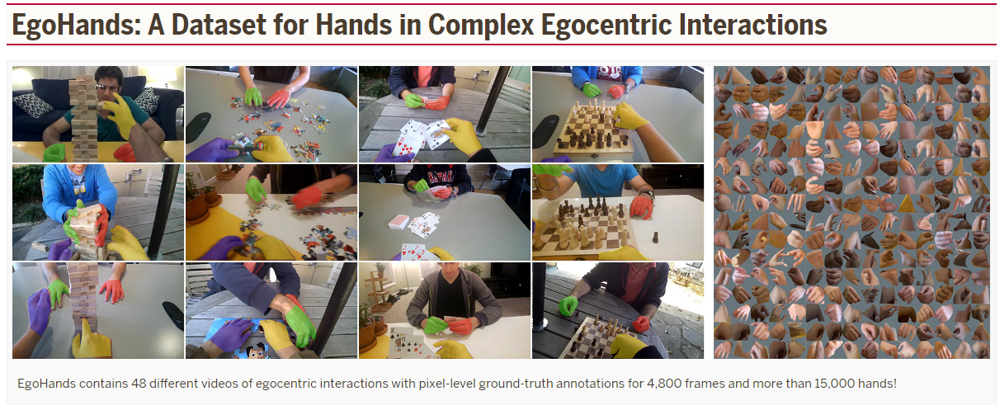 EgoHands: A Dataset for Hands in Complex Egocentric Interactions
EgoHands contains 48 different videos of egocentric interactions with pixel-level ground-truth annotations for 4,800 frames and more than 15,000 hands!